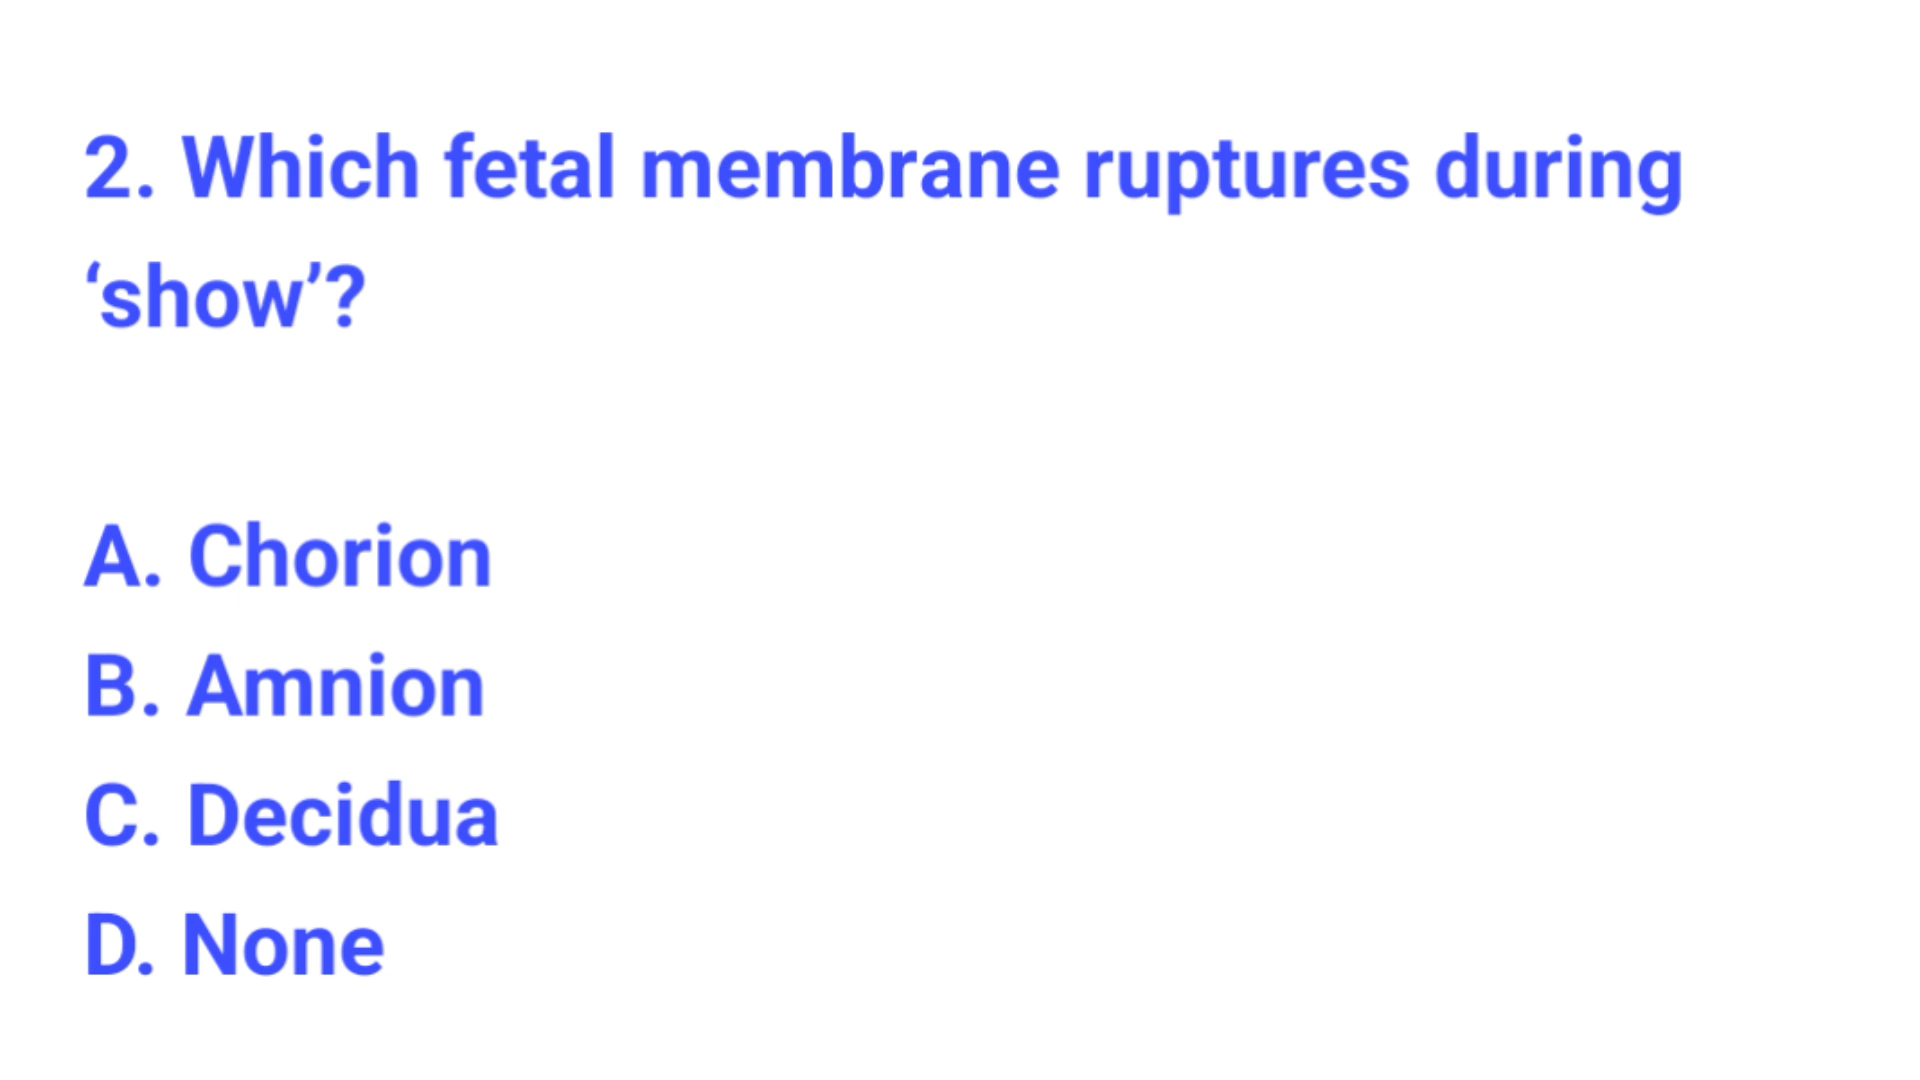 2. Which fetal membrane ruptures during
‘show’?
A. Chorion
B. Amnion
C. Decidua
D. None